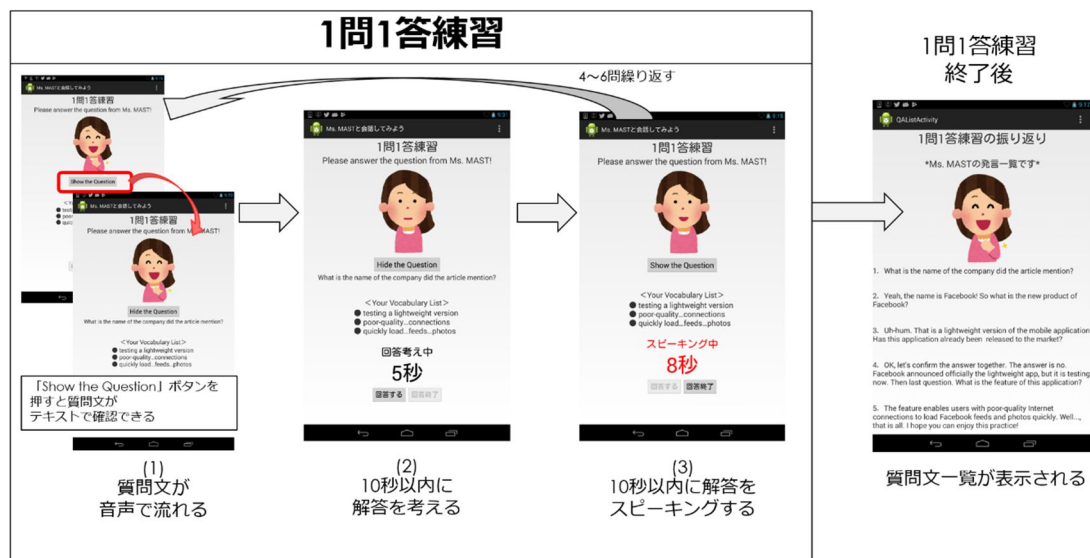 1問1答練習
4～6問繰り返す
Ms. MASTと会話してみよう
1問1答練習
Please answer the question from Ms. MAST!
Show the Question
Ms. MASTと会話してみよう
1問1答練習
Please answer the question from Ms. MAST!
Hide the Question
What is the name of the company did the article mention?
<Your Vocabulary List>
● testing a lightweight version
● poor-quality...connections
● quickly load...feeds...photos
「Show the Question」ボタンを
押すと質問文が
テキストで確認できる
(1)
質問文が
音声で流れる
Ms. MASTと会話してみよう
1問1答練習
Please answer the question from Ms. MAST!
Hide the Question
What is the name of the company did the article mention?
<Your Vocabulary List>
● testing a lightweight version
● poor-quality...connections
● quickly load...feeds...photos
回答考え中
5秒
回答する 回答終了
(2)
10秒以内に
解答を考える
Ms. MASTと会話してみよう
1問1答練習
Please answer the question from Ms. MAST!
Show the Question
<Your Vocabulary List>
● testing a lightweight version
● poor-quality...connections
● quickly load...feeds...photos
スピーキング中
8秒
回答する 回答終了
(3)
10秒以内に解答を
スピーキングする
1問1答練習
終了後
QAListActivity
1問1答練習の振り返り
*Ms. MASTの発言一覧です*
1. What is the name of the company did the article mention?
2. Yeah, the name is Facebook! So what is the new product of
Facebook?
3. Uh-hum. That is a lightweight version of the mobile application.
Has this application already been released to the market?
4. OK, let's confirm the answer together. The answer is no.
Facebook announced officially the lightweight app, but it is testing
now. Then last question. What is the feature of this application?
5. The feature enables users with poor-quality Internet
connections to load Facebook feeds and photos quickly. Well...,
that is all. I hope you can enjoy this practice!
質問文一覧が表示される